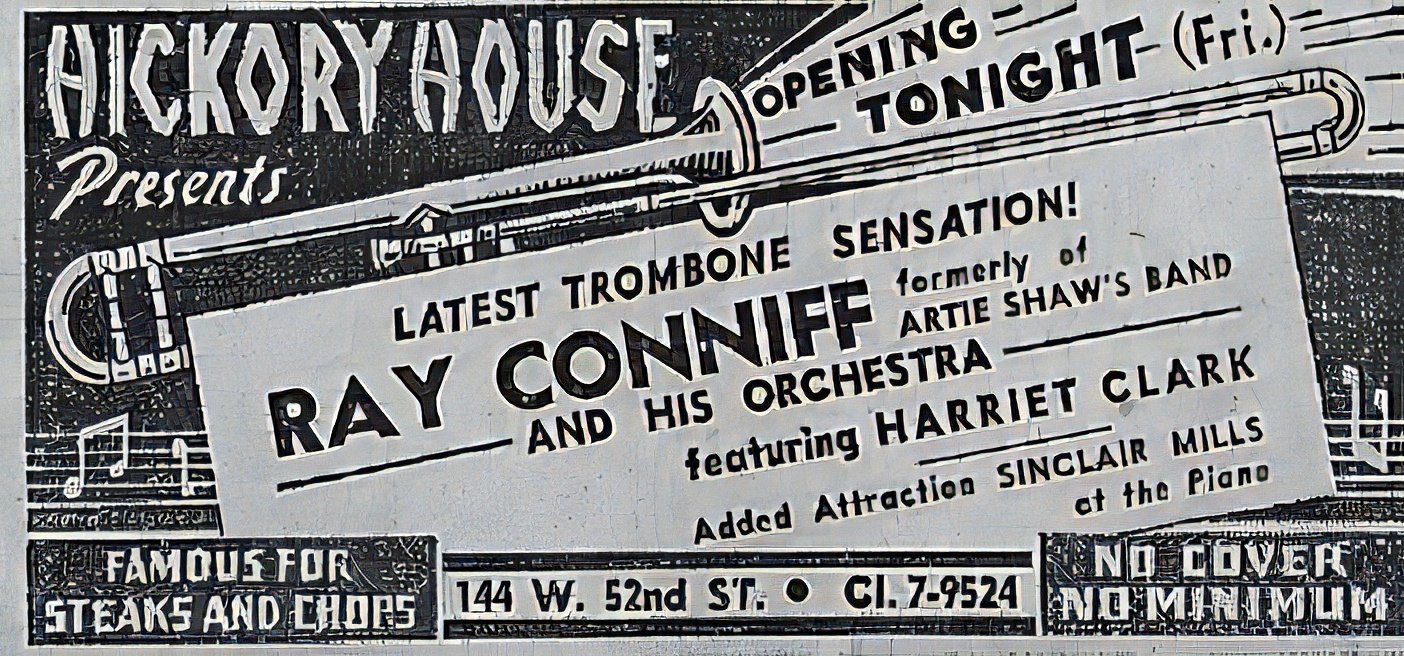 HICKORY HOUSE
Presents
OPENING
TONIGHT (Fri.)
LATEST TROMBONE SENSATION!
RAY CONNIFF formerly of
ARTIE SHAW'S BAND
AND HIS ORCHESTRA
featuring HARRIET CLARK
Added Attraction SINCLAIR MILLS
at the Piano
FAMOUS FOR
STEAKS AND CHOPS
144 W. 52nd ST. • CI. 7-9524
NO COVER
NO MINIMUM